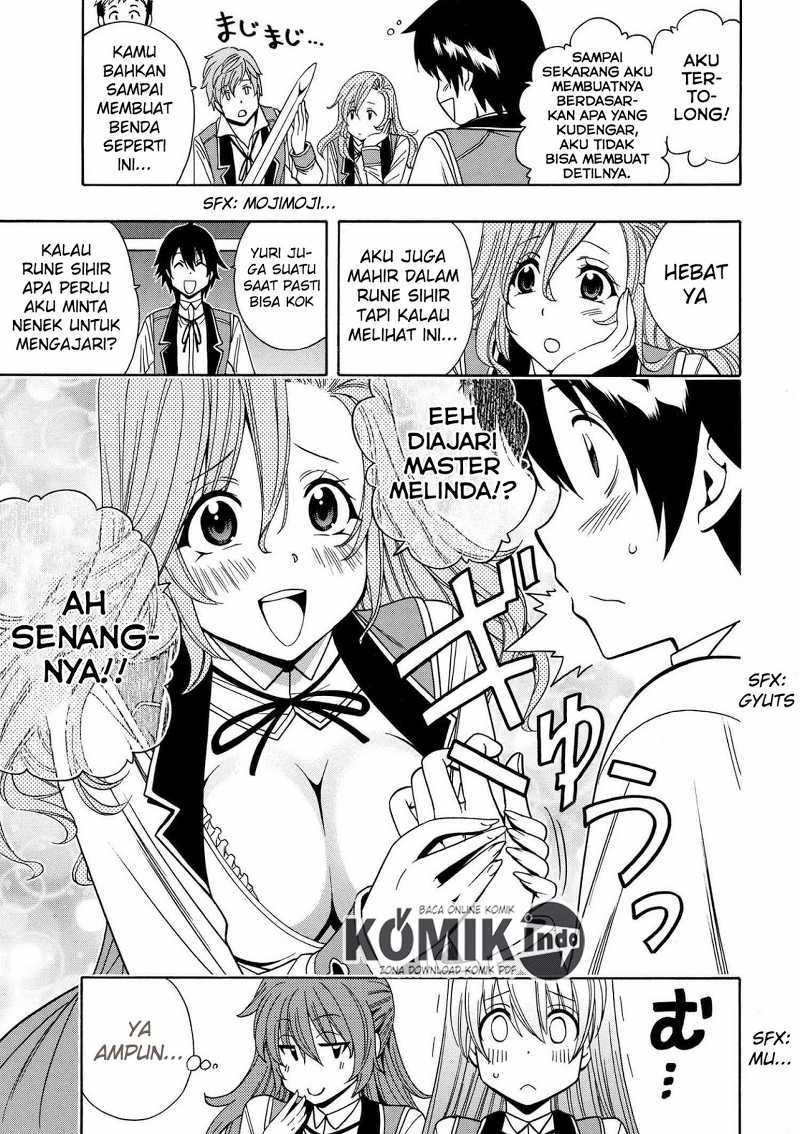 AKU
TER-
TO-
LONG!
SAMPAI
SEKARANG AKU
MEMBUATNYA
BERDASAR-
KAN APA YANG
KUDENGAR,
AKU TIDAK
BISA MEMBUAT
DETILNYA.
まじまじ...
KAMU
BAHKAN
SAMPAI
MEMBUAT
BENDA
SEPERTI
INI...
SFX: MOJIMOJI...
HEBAT
YA
AKU JUGA
MAHIR DALAM
RUNE SIHIR
TAPI KALAU
MELIHAT INI...
YURI JU-
GA SUATU
SAAT PASTI
BISA KOK
KALAU
RUNE SIHIR
APA PERLU
AKU MINTA
NENEK UNTUK
MENGAJARI?
EEH
DIAJARI
MASTER
MELINDA!?
AH
SENANG-
NYA!!
ギュウッ
SFX:
GYUTS
BACA ONLINE KOMIK
KOMIK indo
ZONA DOWNLOAD KOMIK PDF...
む...
SFX:
MU...
YA
AMPUN...